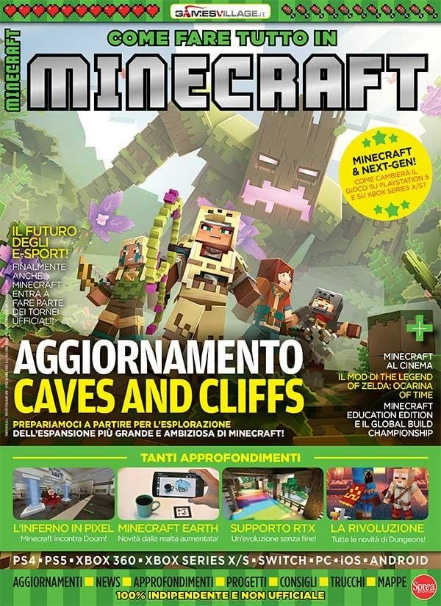 GAMESVILLAGE.it
MINECRAFT
COME FARE TUTTO IN
MINECRAFT
MINECRAFT
& NEXT-GEN!
COME CAMBIERÀ IL
GIOCO SU PLAYSTATION 5
E SU XBOX SERIES X/S?
IL FUTURO
DEGLI
E-SPORT!
FINALMENTE
ANCHE
MINECRAFT
ENTRA A
FARE PARTE
DEI TORNEI
UFFICIALI!
AGGIORNAMENTO
CAVES AND CLIFFS
PREPARIAMOCI A PARTIRE PER L'ESPLORAZIONE
DELL'ESPANSIONE PIÙ GRANDE E AMBIZIOSA DI MINECRAFT!
+
MINECRAFT
AL CINEMA
IL MOD DI THE LEGEND
OF ZELDA: OCARINA
OF TIME
MINECRAFT
EDUCATION EDITION
E IL GLOBAL BUILD
CHAMPIONSHIP
TANTI APPROFONDIMENTI
L'INFERNO IN PIXEL
Minecraft incontra Doom!
MINECRAFT EARTH
Novità dalla realtà aumentata!
SUPPORTO RTX
Un'evoluzione senza fine!
LA RIVOLUZIONE
Tutte le novità di Dungeons!
PS4 PS5 XBOX 360 XBOX SERIES X/S SWITCH PC iOS ANDROID
AGGIORNAMENTI NEWS APPROFONDIMENTI PROGETTI CONSIGLI TRUCCHI MAPPE
100% INDIPENDENTE E NON UFFICIALE
Sprea